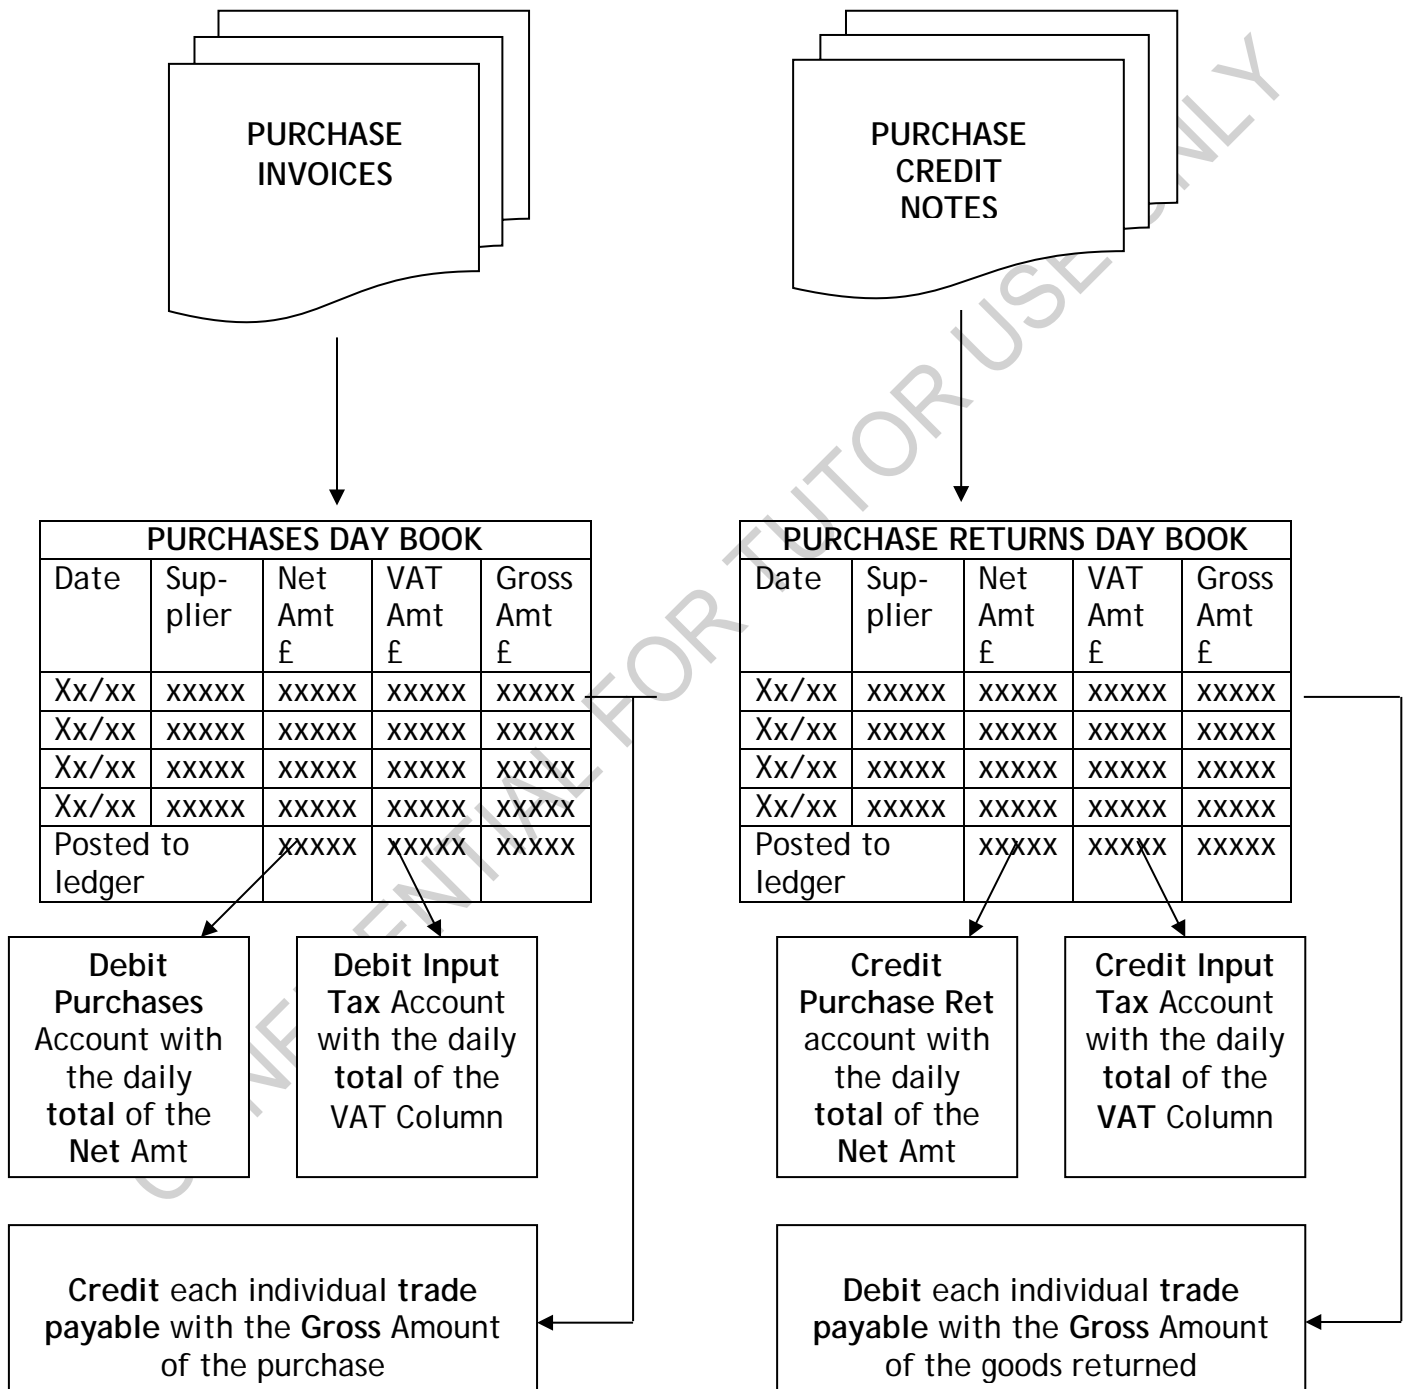 PURCHASE
INVOICES
PURCHASE
CREDIT
NOTES
CONFIDENTIAL FOR TUTOR USE ONLY
PURCHASES DAY BOOK
Date Sup- Net VAT Gross
plier Amt Amt Amt
£ £ £
Xx/xx xxxxx xxxxx xxxxx xxxxx
Xx/xx xxxxx xxxxx xxxxx xxxxx
Xx/xx xxxxx xxxxx xxxxx xxxxx
Xx/xx xxxxx xxxxx xxxxx xxxxx
Posted to xxxxx xxxxx xxxxx
ledger
PURCHASE RETURNS DAY BOOK
Date Sup- Net VAT Gross
plier Amt Amt Amt
£ £ £
Xx/xx xxxxx xxxxx xxxxx xxxxx
Xx/xx xxxxx xxxxx xxxxx xxxxx
Xx/xx xxxxx xxxxx xxxxx xxxxx
Xx/xx xxxxx xxxxx xxxxx xxxxx
Posted to xxxxx xxxxx xxxxx
ledger
Debit
Purchases
Account with
the daily
total of the
Net Amt
Debit Input
Tax Account
with the daily
total of the
VAT Column
Credit
Purchase Ret
account with
the daily
total of the
Net Amt
Credit Input
Tax Account
with the daily
total of the
VAT Column
Credit each individual trade
payable with the Gross Amount
of the purchase
Debit each individual trade
payable with the Gross Amount
of the goods returned